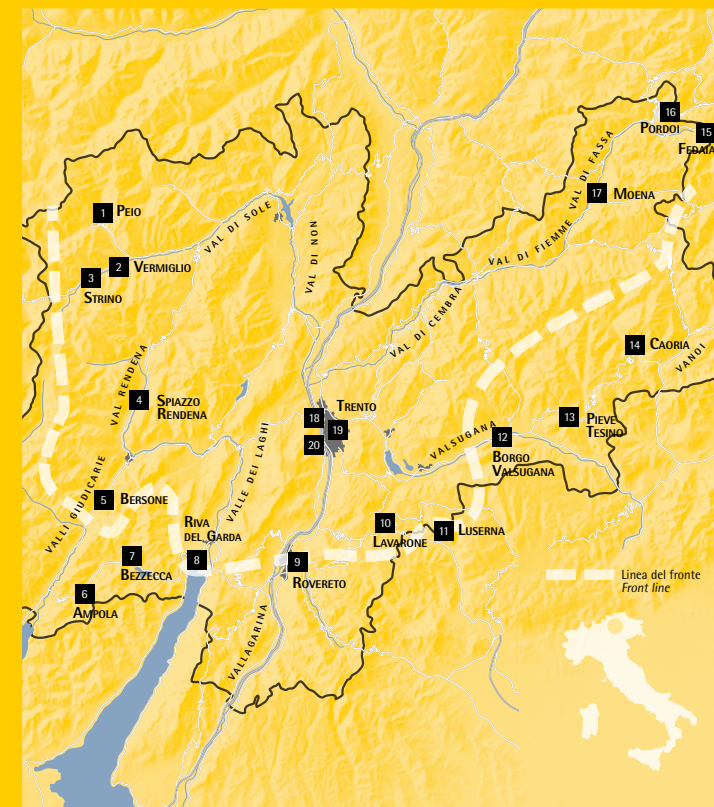 16
PORDOI
15
FEDAIA
VAL DI FASSA
17 MOENA
1 PEIO
VAL DI SOLE
VAL DI NON
VAL DI FIEMME
2 VERMIGLIO
3
STRINO
VAL DI CEMBRA
14 CAORIA
VANOI
VAL RENDENA
4 SPIAZZO
RENDENA
18 TRENTO
19
20
13 PIEVE
TESINO
VALSUGANA
12
BORGO
VALSUGANA
VALLE DEI LAGHI
VALLI GIUDICARIE
5 BERSONE
RIVA
DEL GARDA
10
LAVARONE
11 LUSERNA
7
BEZZECCA
8
9
ROVERETO
6
AMPOLA
VALLAGARINA
Linea del fronte
Front line